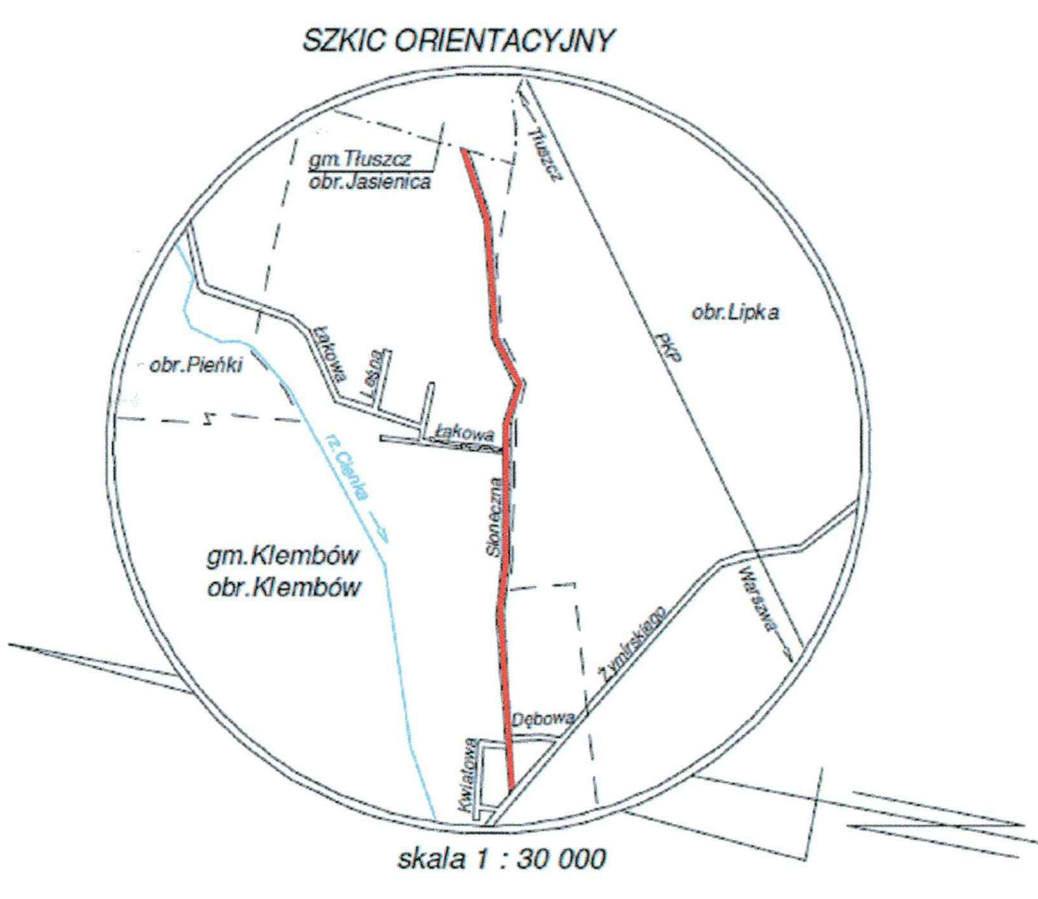 SZKIC ORIENTACYJNY
Tłuszcz
gm.Tłuszcz
obr.Jasienica
obr.Lipka
PKP
obr.Pieńki
Łąkowa
Leśna
Łąkowa
rz.Cienka
Słoneczna
gm.Klembów
obr.Klembów
Warszwa
Żymirskiego
Dębowa
Kwiatowa
N
skala 1 : 30 000